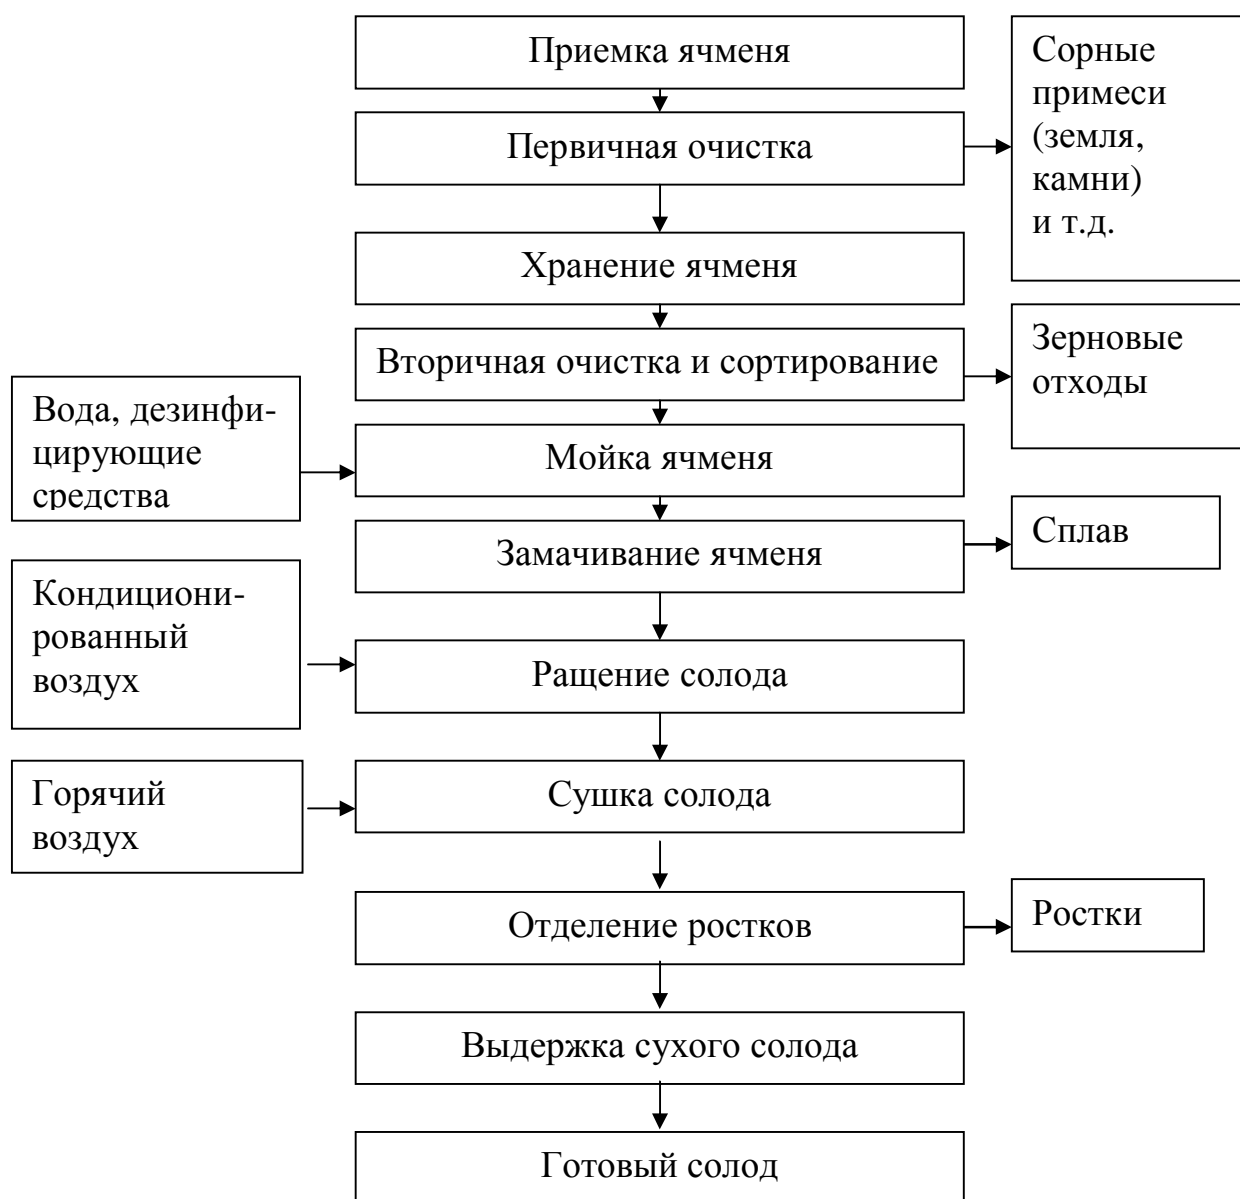 Приемка ячменя
Сорные
примеси
(земля,
камни)
и т.д.
Первичная очистка
Хранение ячменя
Вторичная очистка и сортирование
Зерновые
отходы
Вода, дезинфи-
цирующие
средства
Мойка ячменя
Замачивание ячменя
Сплав
Кондициони-
рованный
воздух
Ращение солода
Горячий
воздух
Сушка солода
Отделение ростков
Ростки
Выдержка сухого солода
Готовый солод